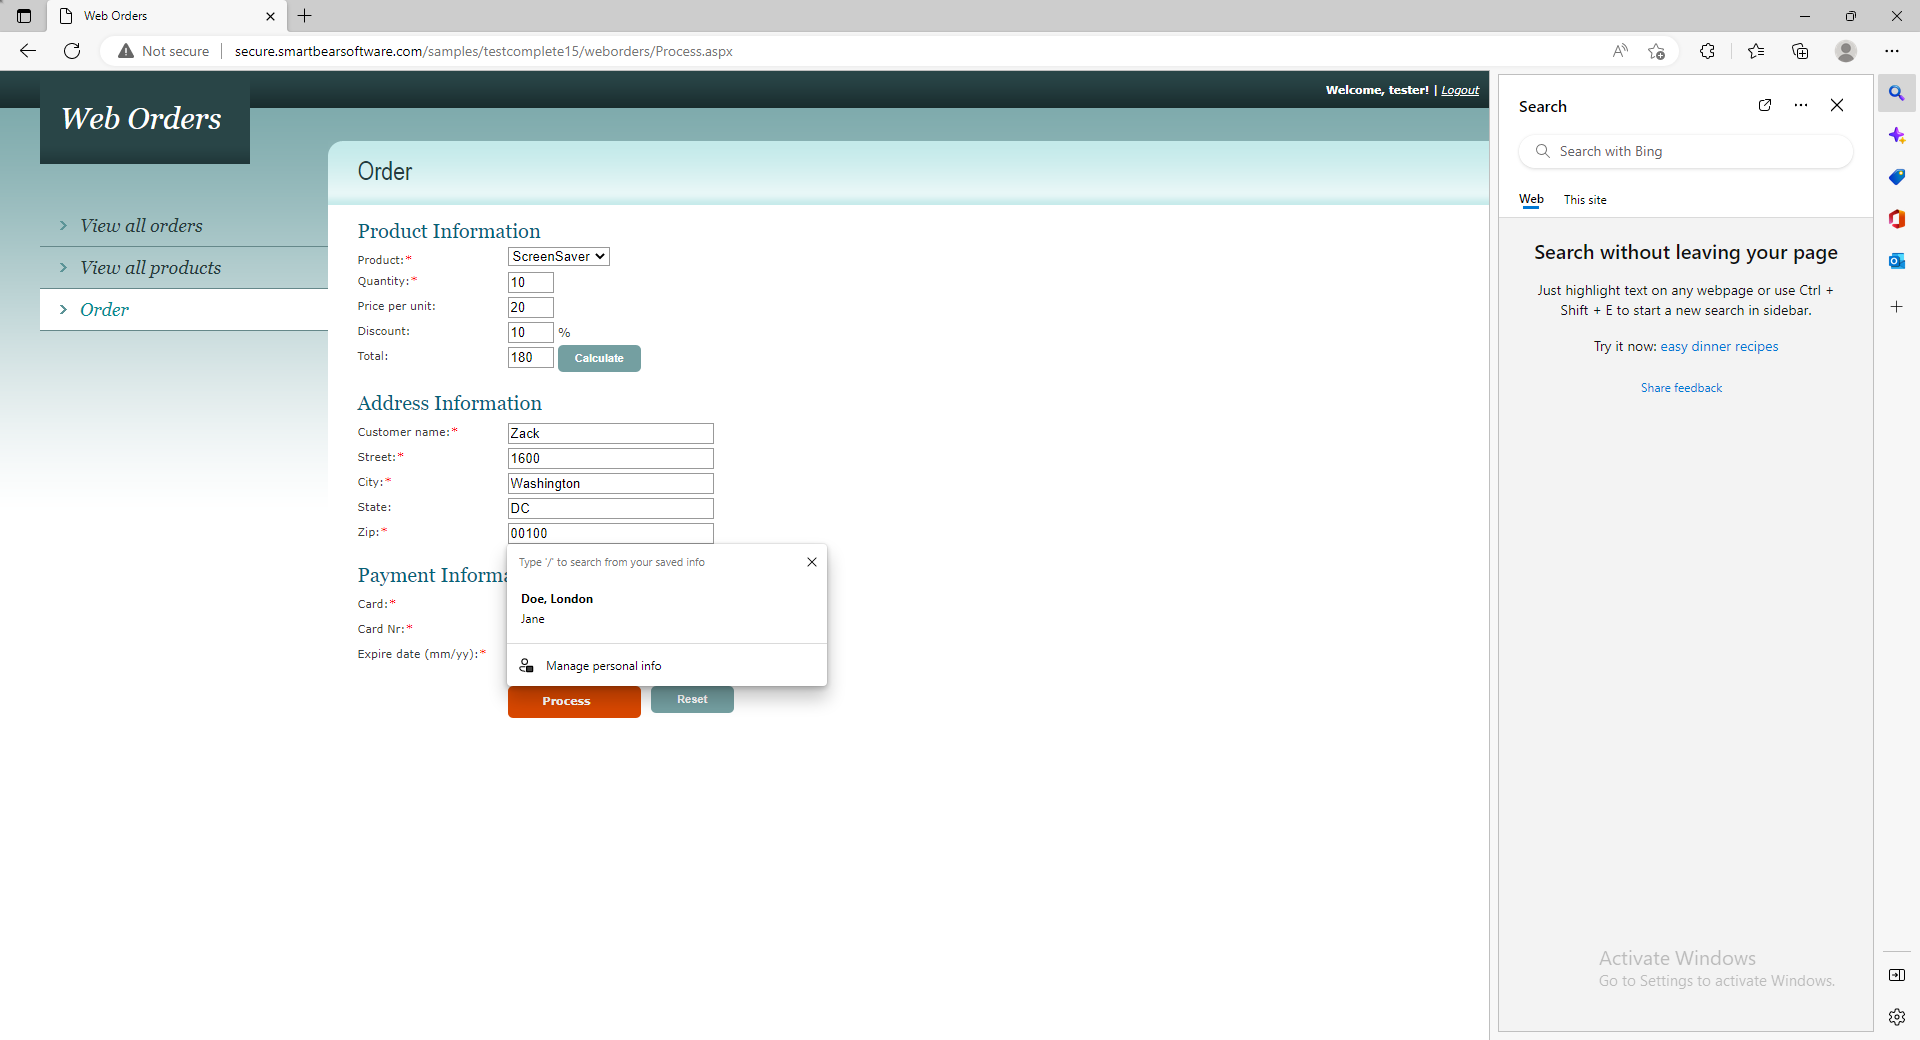 Web Orders
Not secure
secure.smartbearsoftware.com/samples/testcomplete15/weborders/Process.aspx
Welcome, tester! | Logout
Web Orders
View all orders
View all products
Order
Order
Product Information
Product:*
ScreenSaver
Quantity:*
10
Price per unit:
20
Discount:
10 %
Total:
180
Calculate
Address Information
Customer name:*
Zack
Street:*
1600
City:*
Washington
State:
DC
Zip:*
00100
Type '/' to search from your saved info
Doe, London
Jane
Manage personal info
Card:*
Card Nr:*
Expire date (mm/yy):*
Process
Reset
Search
Search with Bing
Web
This site
Search without leaving your page
Just highlight text on any webpage or use Ctrl +
Shift + E to start a new search in sidebar.
Try it now: easy dinner recipes
Share feedback
Activate Windows
Go to Settings to activate Windows.